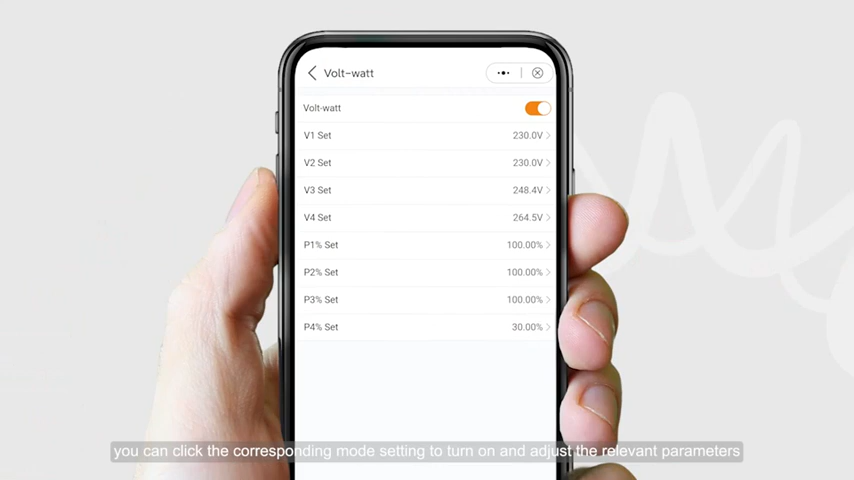 Volt-watt
Volt-watt
V1 Set 230.0V
V2 Set 230.0V
V3 Set 248.4V
V4 Set 264.5V
P1% Set 100.00%
P2% Set 100.00%
P3% Set 100.00%
P4% Set 30.00%
you can click the corresponding mode setting to turn on and adjust the relevant parameters